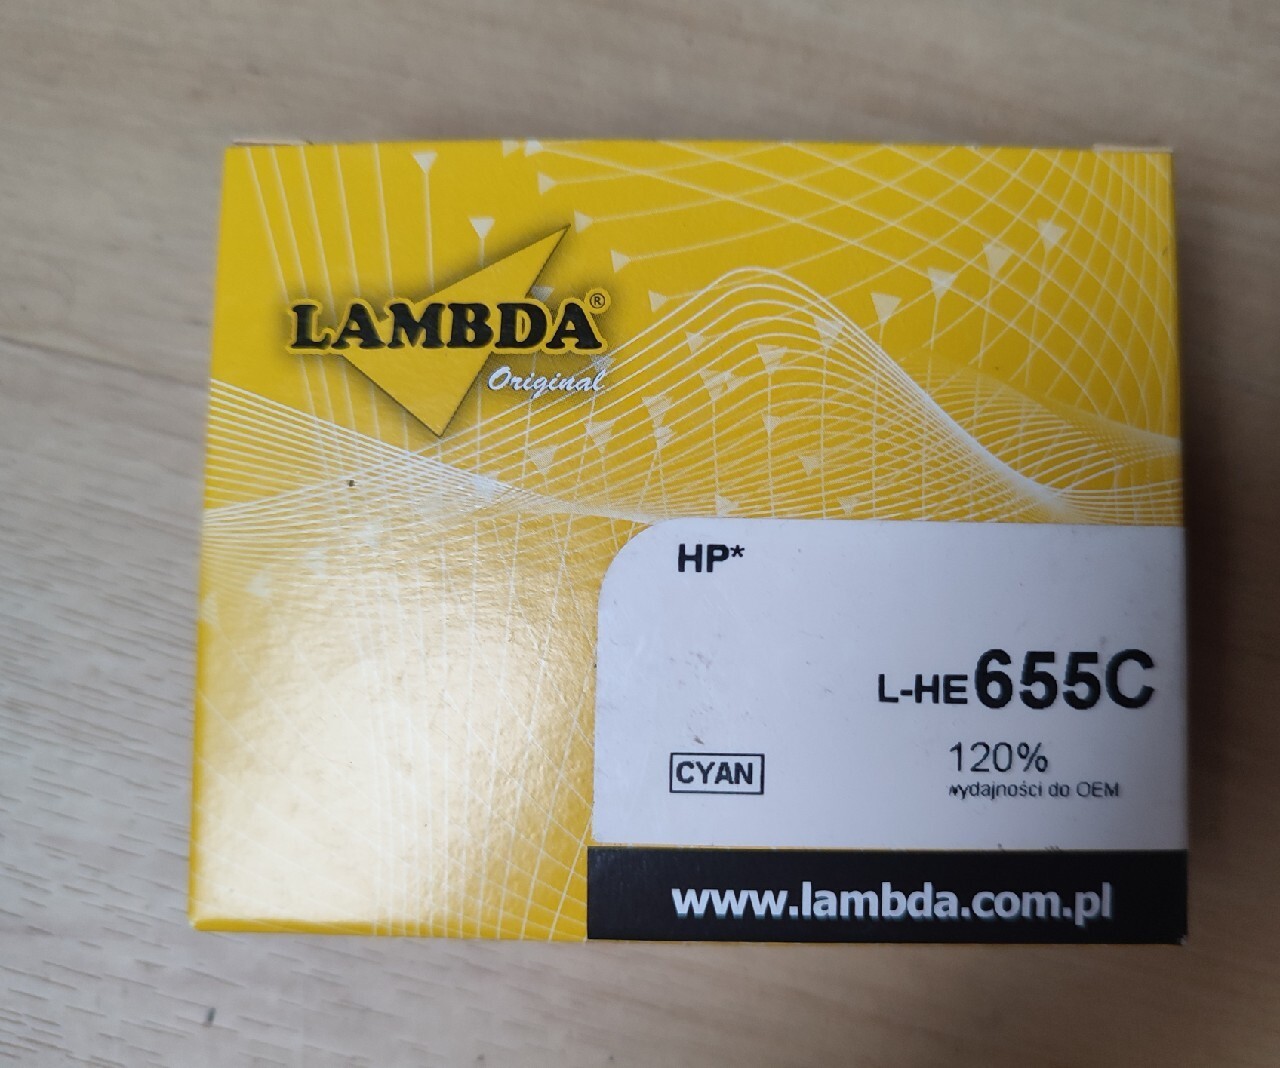 LAMBDA®
Original
HP*
L-HE655C
CYAN
120%
wydajności do OEM
www.lambda.com.pl